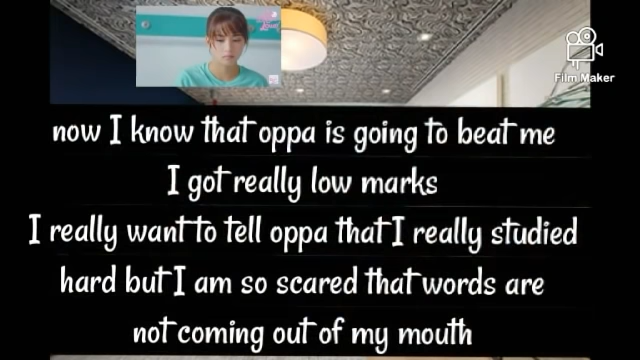 Film Maker
now I know that oppa is going to beat me
I got really low marks
I really want to tell oppa that I really studied
hard but I am so scared that words are
not coming out of my mouth